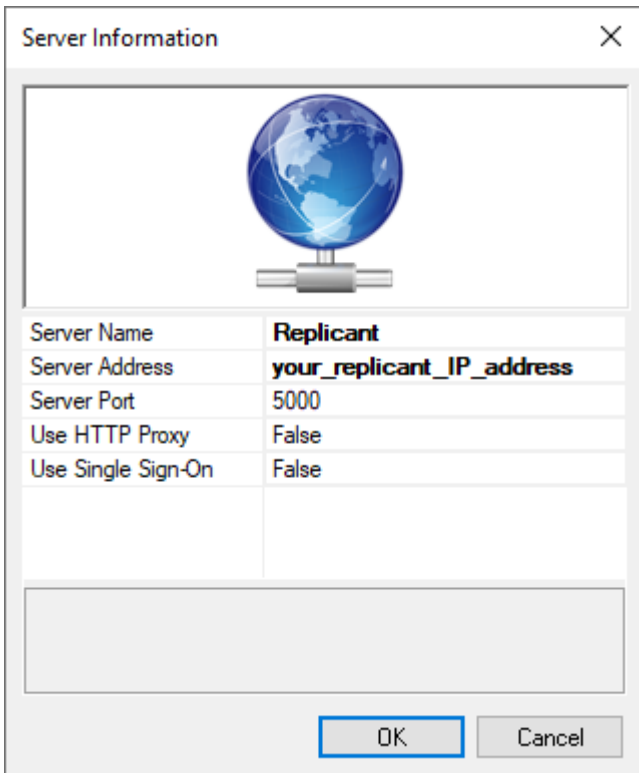 Server Information
Server Name Replicant
Server Address your_replicant_IP_address
Server Port 5000
Use HTTP Proxy False
Use Single Sign-On False
OK Cancel